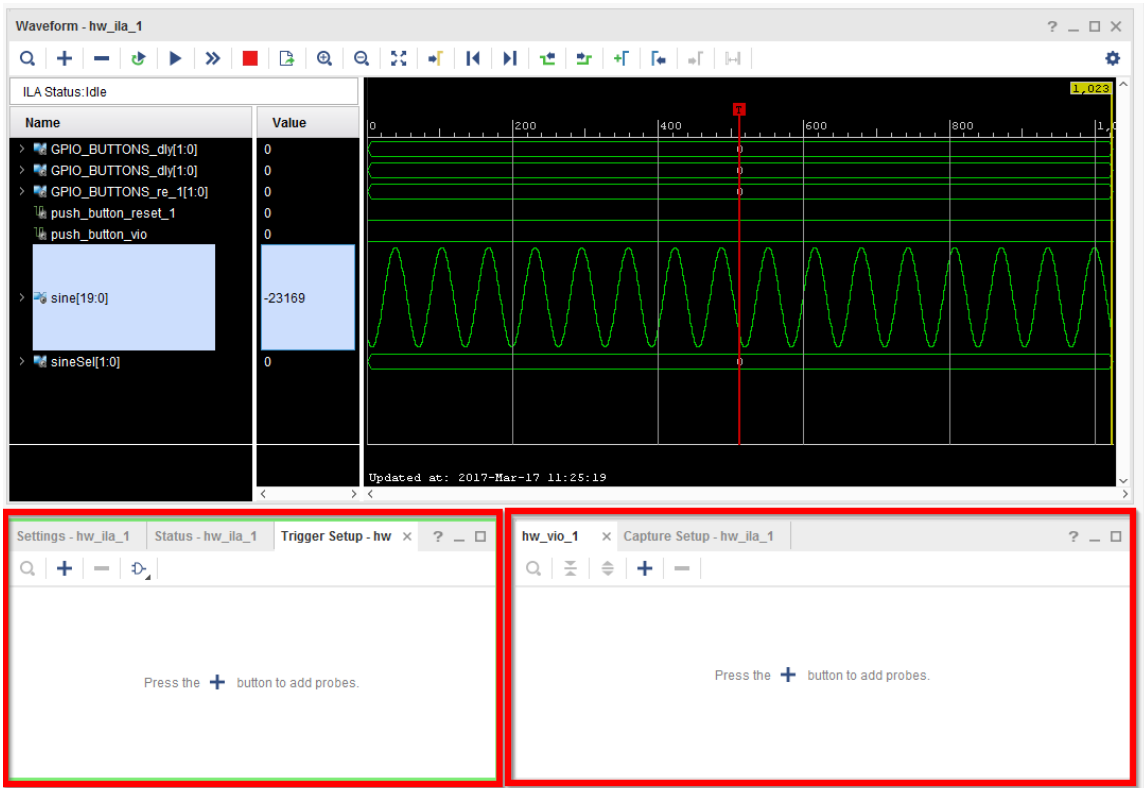 Waveform - hw_ila_1
ILA Status:Idle
1,023
Name Value
T
0 200 400 600 800 1,0
GPIO_BUTTONS_dly[1:0] 0 0
GPIO_BUTTONS_dly[1:0] 0 0
GPIO_BUTTONS_re_1[1:0] 0 0
push_button_reset_1 0
push_button_vio 0
sine[19:0] -23169
sineSel[1:0] 0 0
Updated at: 2017-Mar-17 11:25:19
Settings - hw_ila_1 Status - hw_ila_1 Trigger Setup - hw
Press the + button to add probes.
hw_vio_1 Capture Setup - hw_ila_1
Press the + button to add probes.